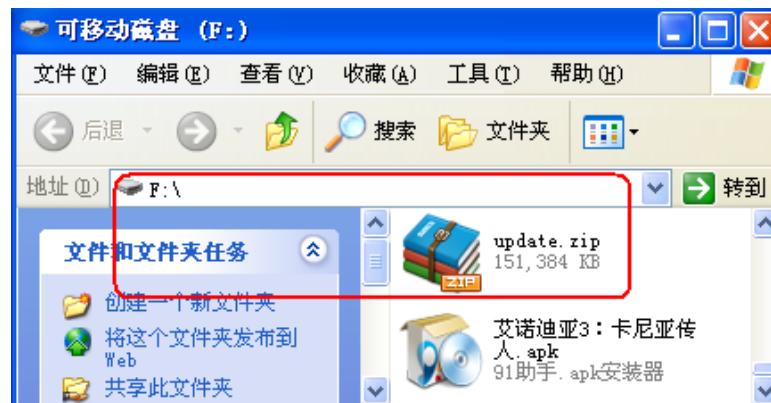 可移动磁盘 (F:)
文件(F) 编辑(E) 查看(V) 收藏(A) 工具(T) 帮助(H)
后退 搜索 文件夹
地址(D) F:\ 转到
文件和文件夹任务
创建一个新文件夹
将这个文件夹发布到
Web
共享此文件夹
update.zip
151,384 KB
ZIP
艾诺迪亚3：卡尼亚传
人.apk
91助手.apk安装器